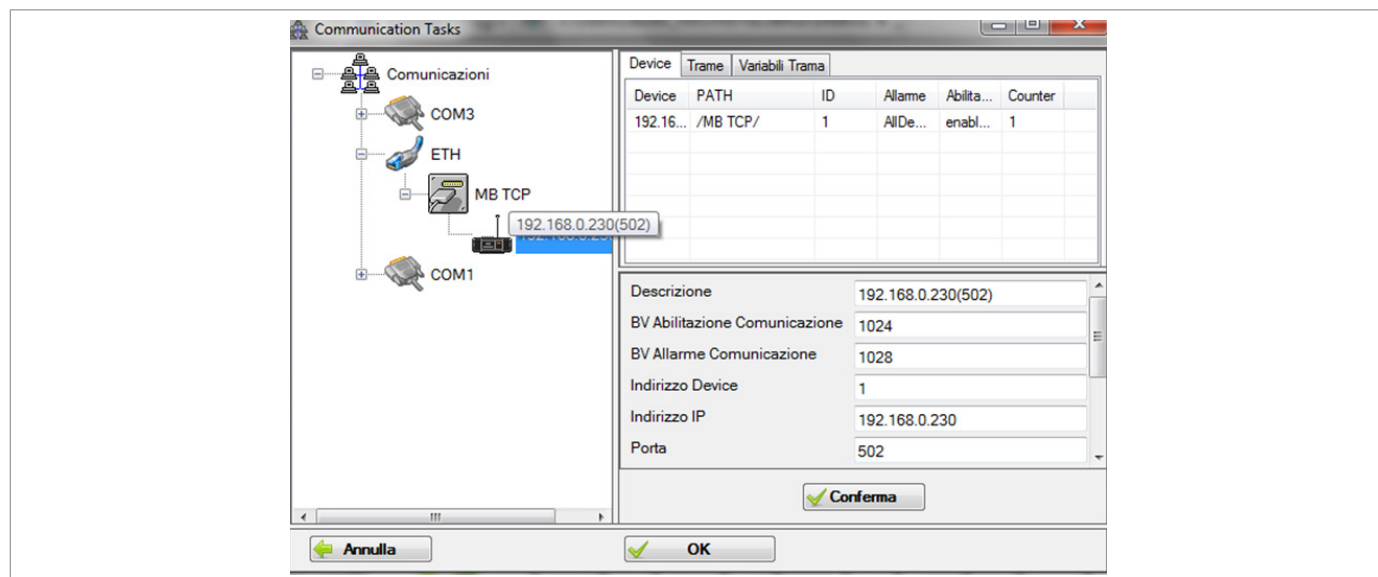 Communication Tasks
Comunicazioni
COM3
ETH
MB TCP
192.168.0.230(502)
COM1
Device Trame Variabili Trama
Device PATH ID Allarme Abilita... Counter
192.16... /MB TCP/ 1 AllDe... enabl... 1
Descrizione 192.168.0.230(502)
BV Abilitazione Comunicazione 1024
BV Allarme Comunicazione 1028
Indirizzo Device 1
Indirizzo IP 192.168.0.230
Porta 502
Conferma
Annulla OK